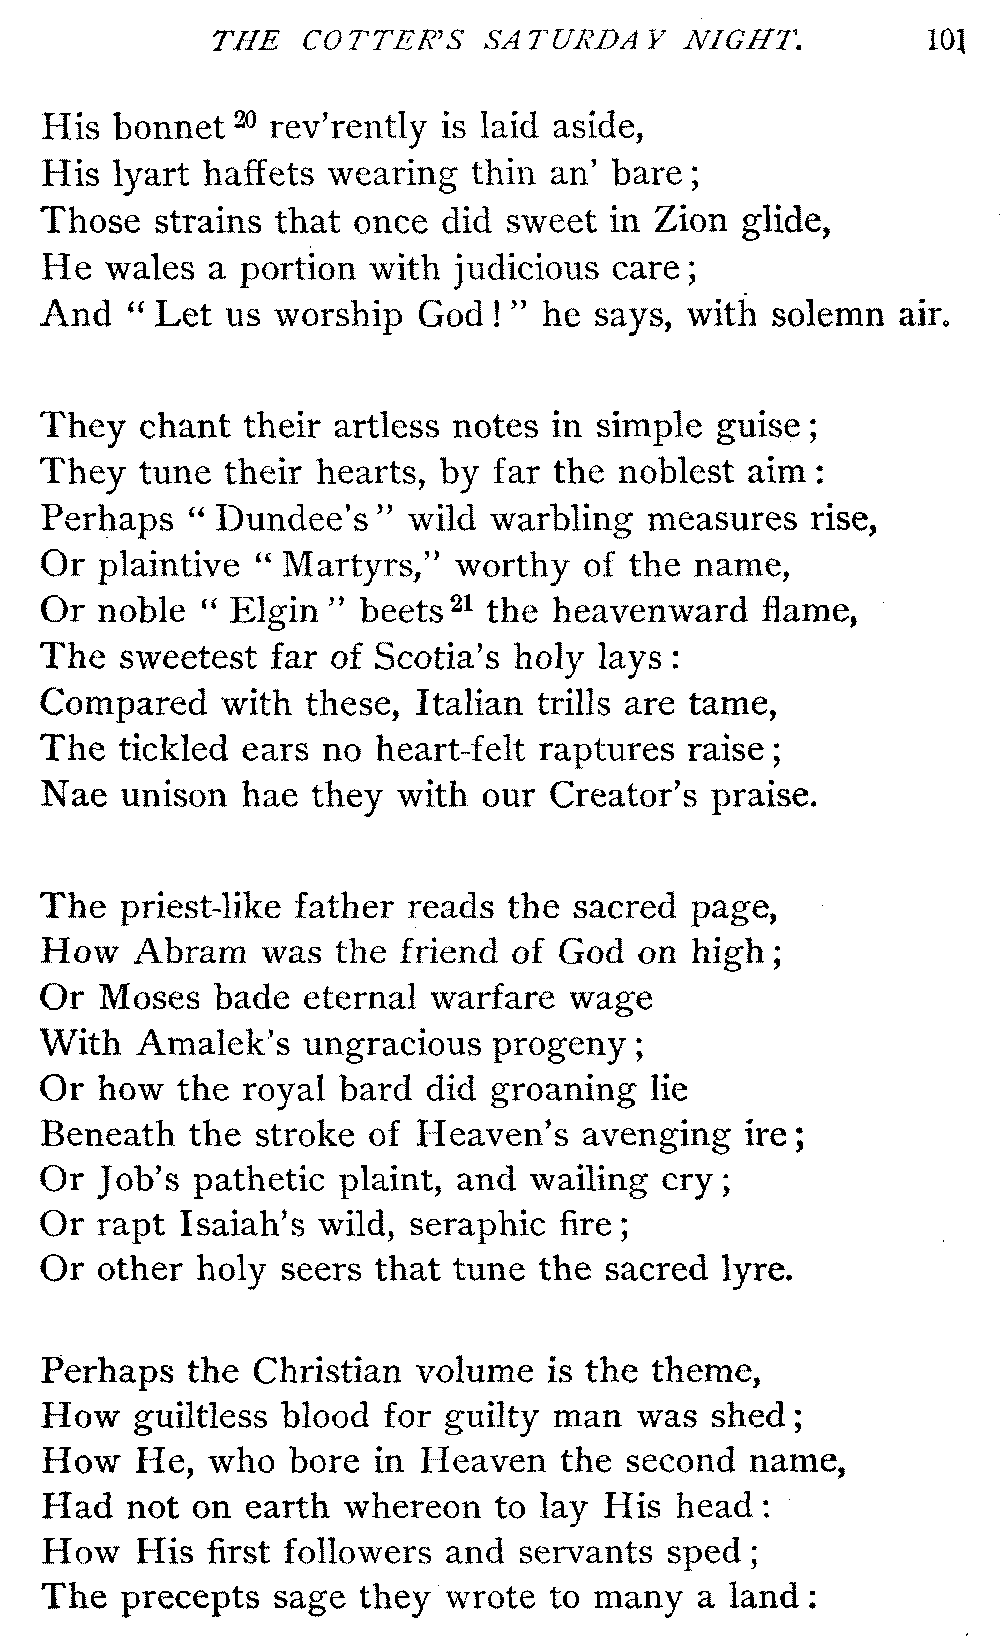 THE COTTER'S SATURDAY NIGHT. 101
His bonnet 20 rev'rently is laid aside,
His lyart haffets wearing thin an' bare;
Those strains that once did sweet in Zion glide,
He wales a portion with judicious care;
And "Let us worship God!" he says, with solemn air.
They chant their artless notes in simple guise;
They tune their hearts, by far the noblest aim:
Perhaps "Dundee's" wild warbling measures rise,
Or plaintive "Martyrs," worthy of the name,
Or noble "Elgin" beets 21 the heavenward flame,
The sweetest far of Scotia's holy lays:
Compared with these, Italian trills are tame,
The tickled ears no heart-felt raptures raise;
Nae unison hae they with our Creator's praise.
The priest-like father reads the sacred page,
How Abram was the friend of God on high;
Or Moses bade eternal warfare wage
With Amalek's ungracious progeny;
Or how the royal bard did groaning lie
Beneath the stroke of Heaven's avenging ire;
Or Job's pathetic plaint, and wailing cry;
Or rapt Isaiah's wild, seraphic fire;
Or other holy seers that tune the sacred lyre.
Perhaps the Christian volume is the theme,
How guiltless blood for guilty man was shed;
How He, who bore in Heaven the second name,
Had not on earth whereon to lay His head:
How His first followers and servants sped;
The precepts sage they wrote to many a land: